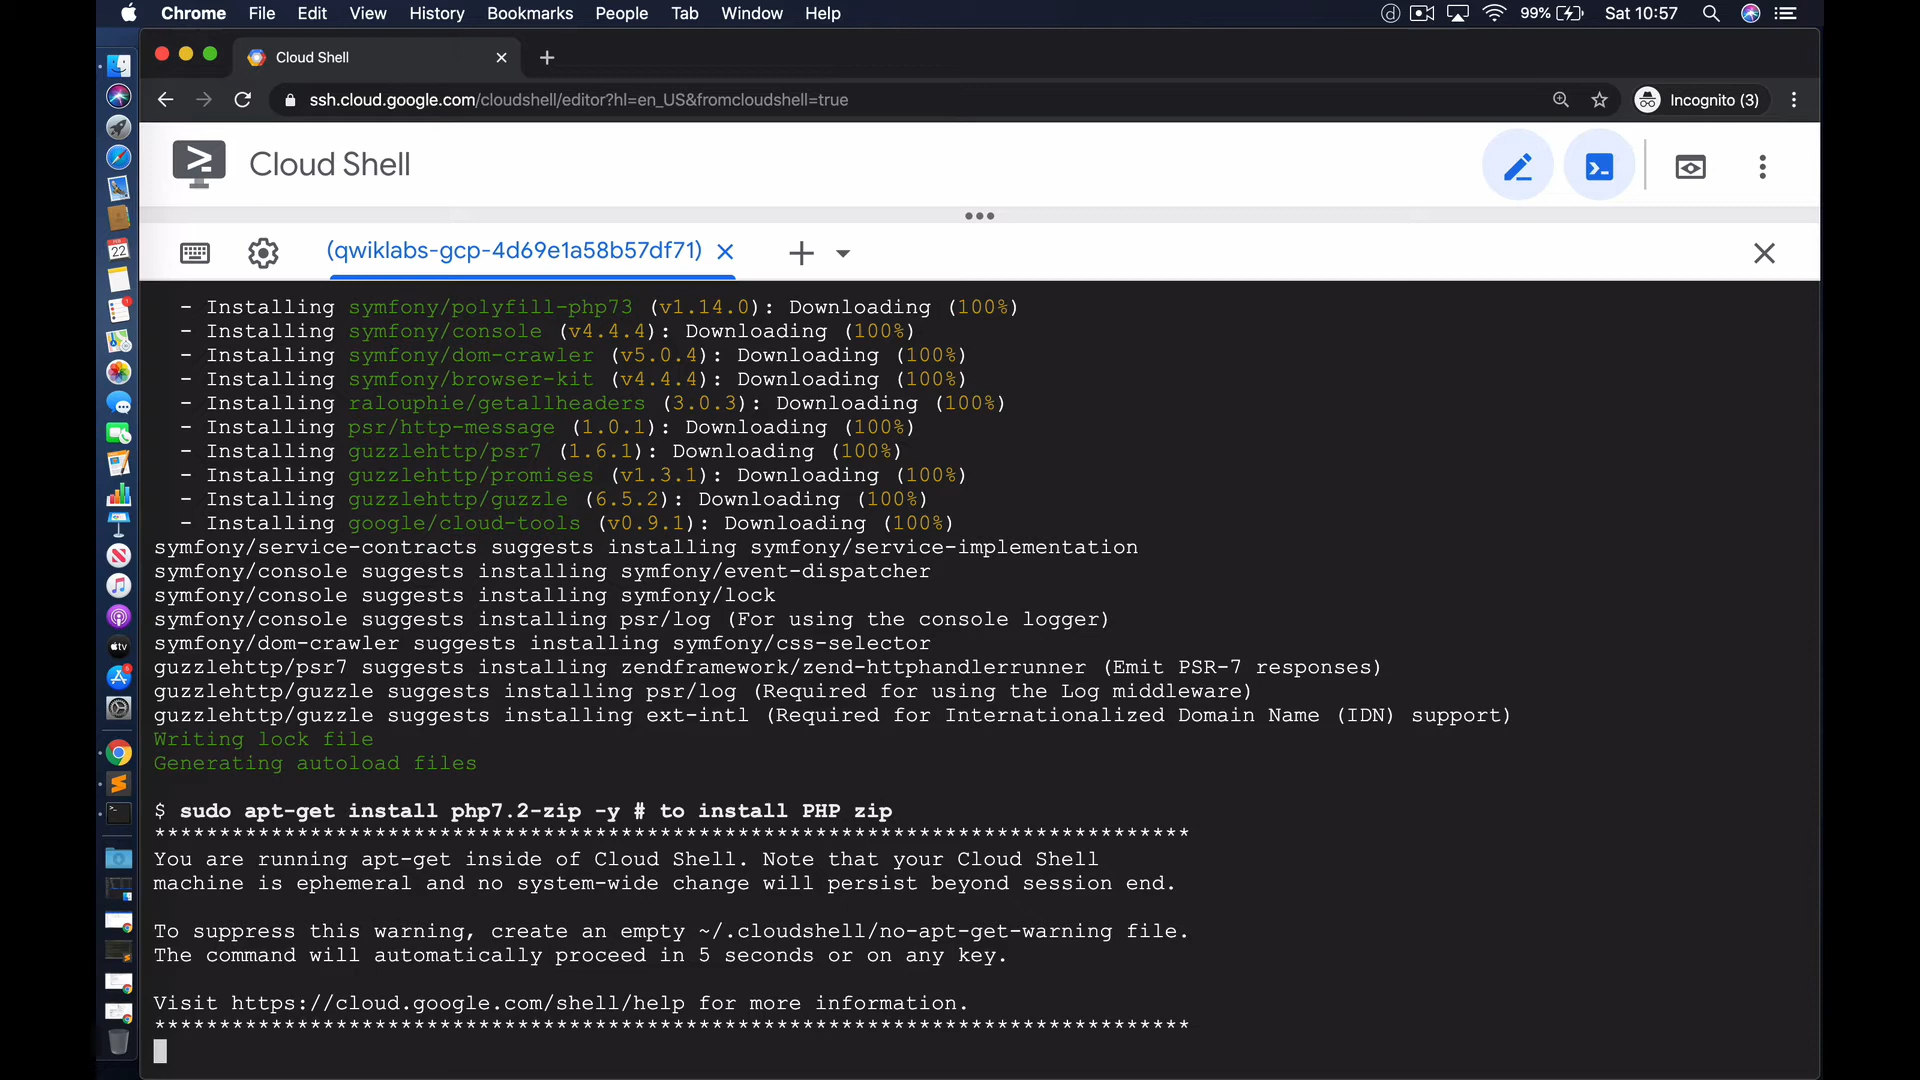 Chrome File Edit View History Bookmarks People Tab Window Help 99% Sat 10:57
Cloud Shell
ssh.cloud.google.com/cloudshell/editor?hl=en_US&fromcloudshell=true Incognito (3)
Cloud Shell
(qwiklabs-gcp-4d69e1a58b57df71)
- Installing symfony/polyfill-php73 (v1.14.0): Downloading (100%)
- Installing symfony/console (v4.4.4): Downloading (100%)
- Installing symfony/dom-crawler (v5.0.4): Downloading (100%)
- Installing symfony/browser-kit (v4.4.4): Downloading (100%)
- Installing ralouphie/getallheaders (3.0.3): Downloading (100%)
- Installing psr/http-message (1.0.1): Downloading (100%)
- Installing guzzlehttp/psr7 (1.6.1): Downloading (100%)
- Installing guzzlehttp/promises (v1.3.1): Downloading (100%)
- Installing guzzlehttp/guzzle (6.5.2): Downloading (100%)
- Installing google/cloud-tools (v0.9.1): Downloading (100%)
symfony/service-contracts suggests installing symfony/service-implementation
symfony/console suggests installing symfony/event-dispatcher
symfony/console suggests installing symfony/lock
symfony/console suggests installing psr/log (For using the console logger)
symfony/dom-crawler suggests installing symfony/css-selector
guzzlehttp/psr7 suggests installing zendframework/zend-httphandlerrunner (Emit PSR-7 responses)
guzzlehttp/guzzle suggests installing psr/log (Required for using the Log middleware)
guzzlehttp/guzzle suggests installing ext-intl (Required for Internationalized Domain Name (IDN) support)
Writing lock file
Generating autoload files
$ sudo apt-get install php7.2-zip -y # to install PHP zip
********************************************************************************
You are running apt-get inside of Cloud Shell. Note that your Cloud Shell
machine is ephemeral and no system-wide change will persist beyond session end.
To suppress this warning, create an empty ~/.cloudshell/no-apt-get-warning file.
The command will automatically proceed in 5 seconds or on any key.
Visit https://cloud.google.com/shell/help for more information.
********************************************************************************